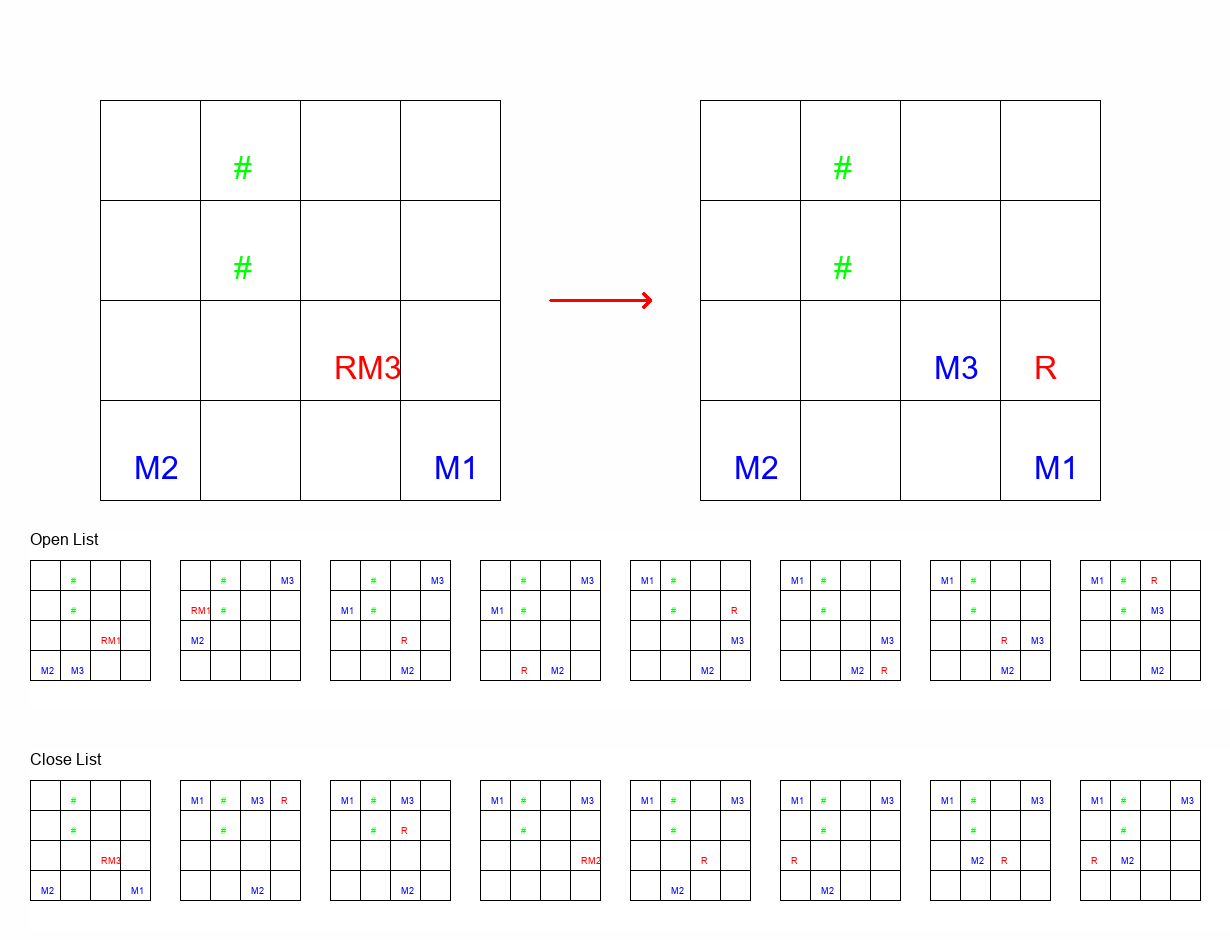 # #
# #
RM3 M3 R
M2 M1 M2 M1
Open List
# # M3 # M3 # M3 M1 # M1 # M1 # M1 # R
# RM1 # M1 # M1 # # R # # # M3
RM1 M2 R M3 M3 R M3
M2 M3 M2 R M2 M2 M2 R M2 M2
Close List
# M1 # M3 R M1 # M3 M1 # M3 M1 # M3 M1 # M3 M1 # M3 M1 # M3
# # # R # # # # #
RM3 RM2 R R M2 R R M2
M2 M1 M2 M2 M2 M2